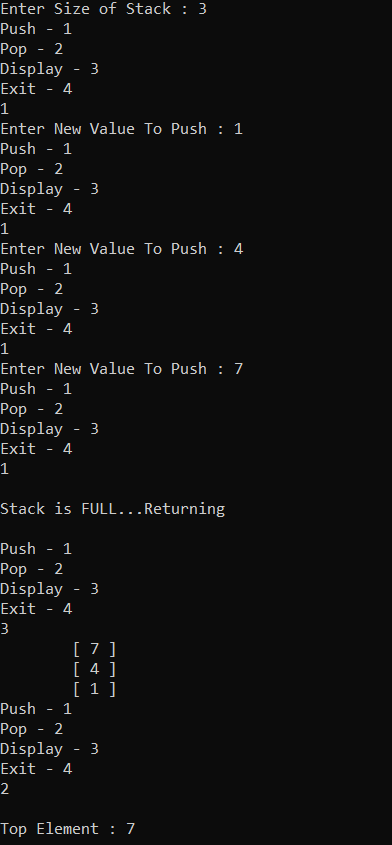 Enter Size of Stack : 3
Push - 1
Pop - 2
Display - 3
Exit - 4
1
Enter New Value To Push : 1
Push - 1
Pop - 2
Display - 3
Exit - 4
1
Enter New Value To Push : 4
Push - 1
Pop - 2
Display - 3
Exit - 4
1
Enter New Value To Push : 7
Push - 1
Pop - 2
Display - 3
Exit - 4
1

Stack is FULL...Returning

Push - 1
Pop - 2
Display - 3
Exit - 4
3
        [ 7 ]
        [ 4 ]
        [ 1 ]
Push - 1
Pop - 2
Display - 3
Exit - 4
2

Top Element : 7